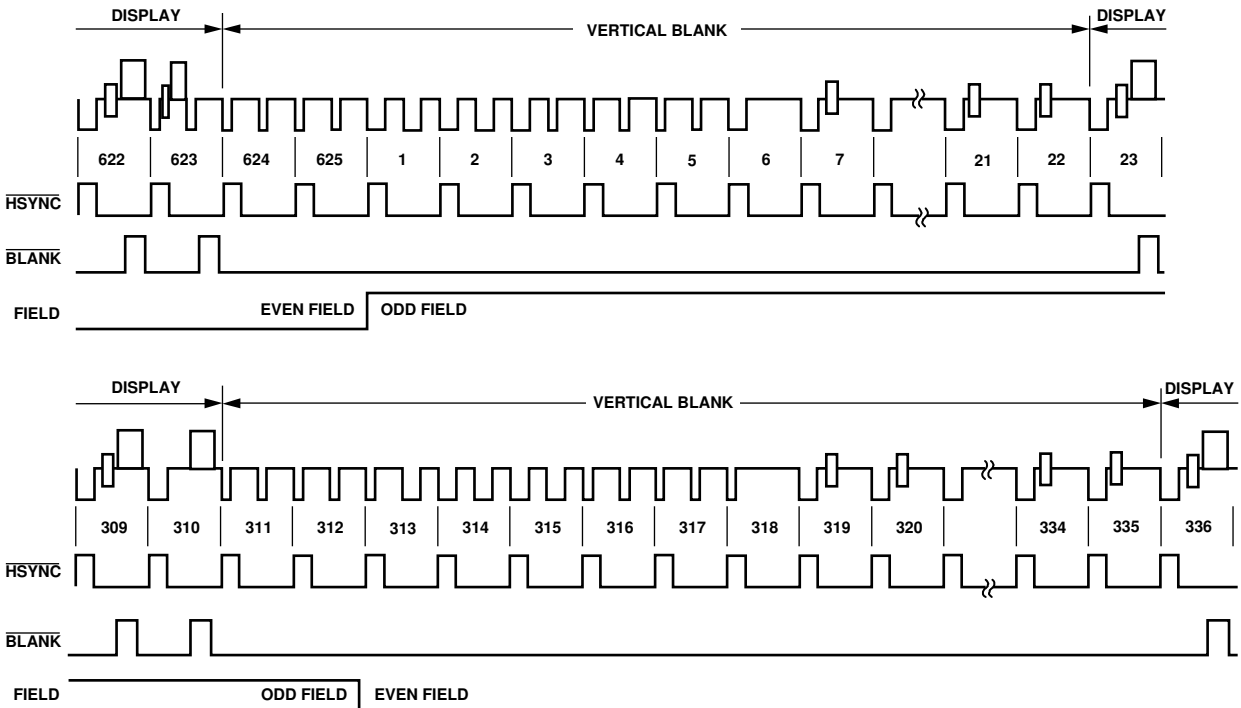 DISPLAY VERTICAL BLANK DISPLAY
622 623 624 625 1 2 3 4 5 6 7 21 22 23
HSYNC
BLANK
FIELD EVEN FIELD ODD FIELD
DISPLAY VERTICAL BLANK DISPLAY
309 310 311 312 313 314 315 316 317 318 319 320 334 335 336
HSYNC
BLANK
FIELD ODD FIELD EVEN FIELD